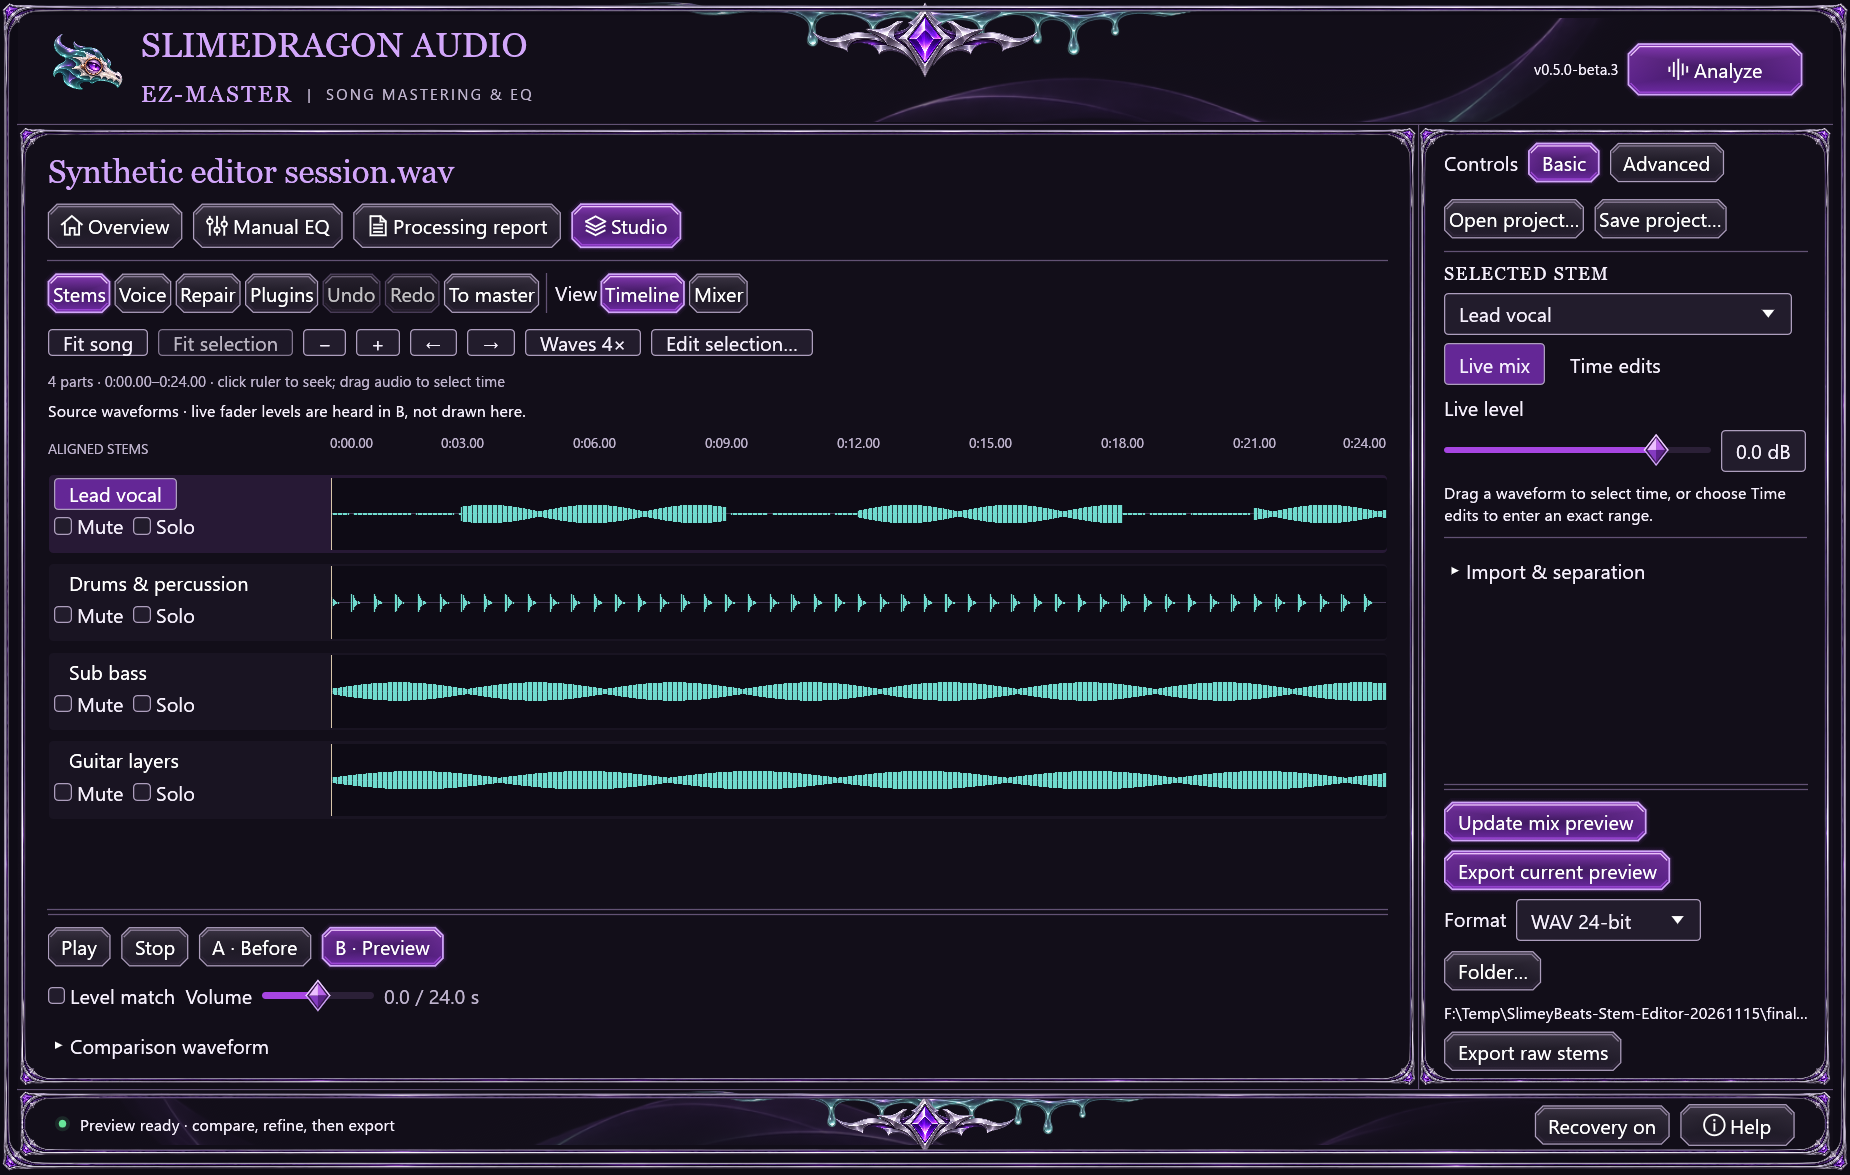 SLIMEDRAGON AUDIO
EZ-MASTER | SONG MASTERING & EQ
v0.5.0-beta.3
Analyze
Synthetic editor session.wav
Overview
Manual EQ
Processing report
Studio
Stems
Voice
Repair
Plugins
Undo
Redo
To master
View
Timeline
Mixer
Fit song
Fit selection
−
+
←
→
Waves 4×
Edit selection...
4 parts · 0:00.00–0:24.00 · click ruler to seek; drag audio to select time
Source waveforms · live fader levels are heard in B, not drawn here.
ALIGNED STEMS
0:00.00 0:03.00 0:06.00 0:09.00 0:12.00 0:15.00 0:18.00 0:21.00 0:24.00
Lead vocal
Mute Solo
Drums & percussion
Mute Solo
Sub bass
Mute Solo
Guitar layers
Mute Solo
Play
Stop
A · Before
B · Preview
Level match Volume 0.0 / 24.0 s
Comparison waveform
Controls
Basic
Advanced
Open project...
Save project...
SELECTED STEM
Lead vocal
Live mix
Time edits
Live level
0.0 dB
Drag a waveform to select time, or choose Time
edits to enter an exact range.
Import & separation
Update mix preview
Export current preview
Format WAV 24-bit
Folder...
F:\Temp\SlimeyBeats-Stem-Editor-20261115\final...
Export raw stems
Preview ready · compare, refine, then export
Recovery on
Help